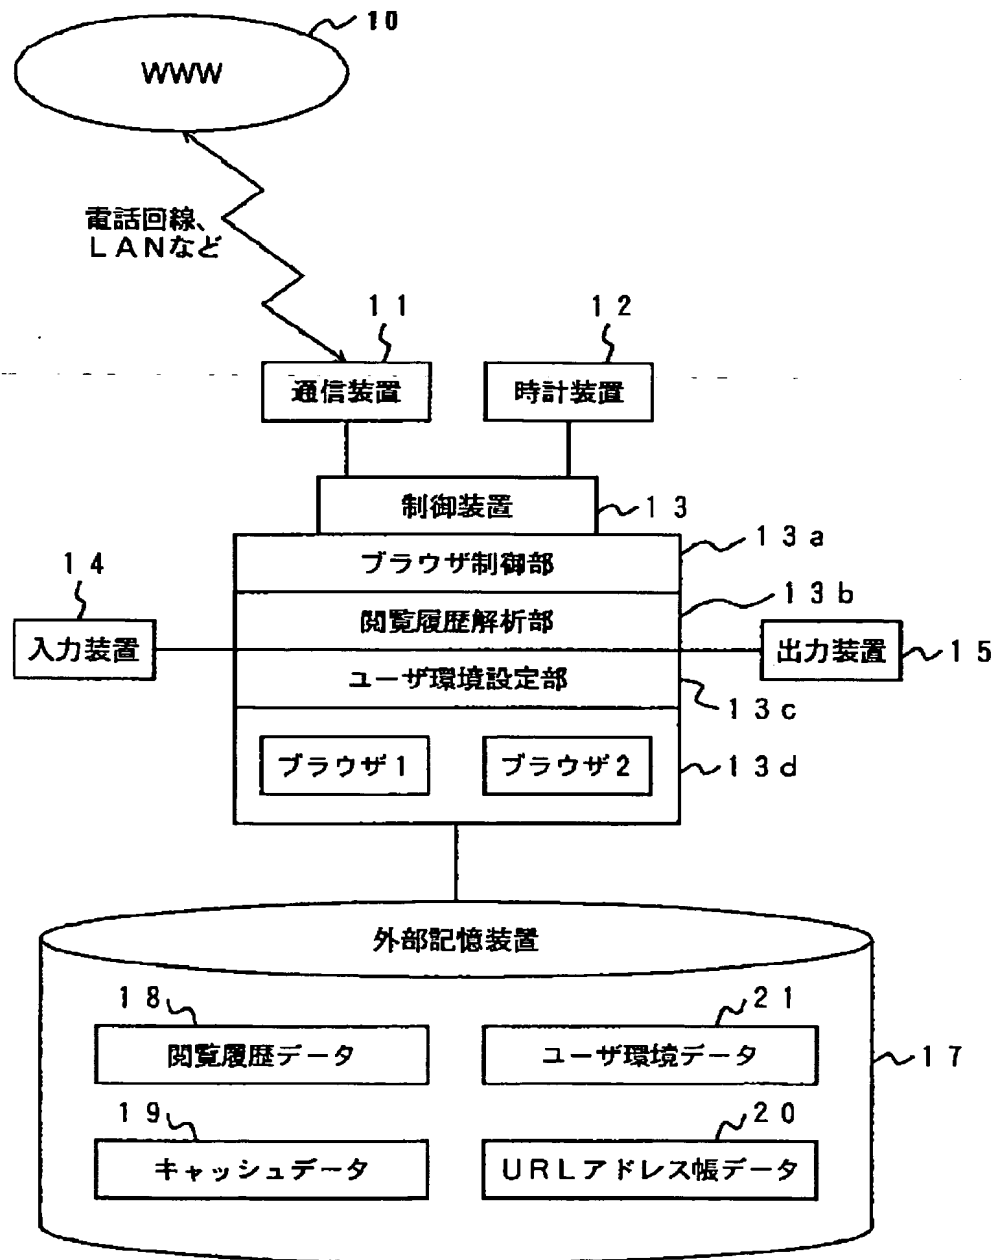 10
WWW
電話回線、
LANなど
11
12
通信装置
時計装置
制御装置
13
13a
ブラウザ制御部
14
13b
閲覧履歴解析部
入力装置
出力装置
15
ユーザ環境設定部
13c
ブラウザ1
ブラウザ2
13d
外部記憶装置
18
21
閲覧履歴データ
ユーザ環境データ
17
19
20
キャッシュデータ
URLアドレス帳データ